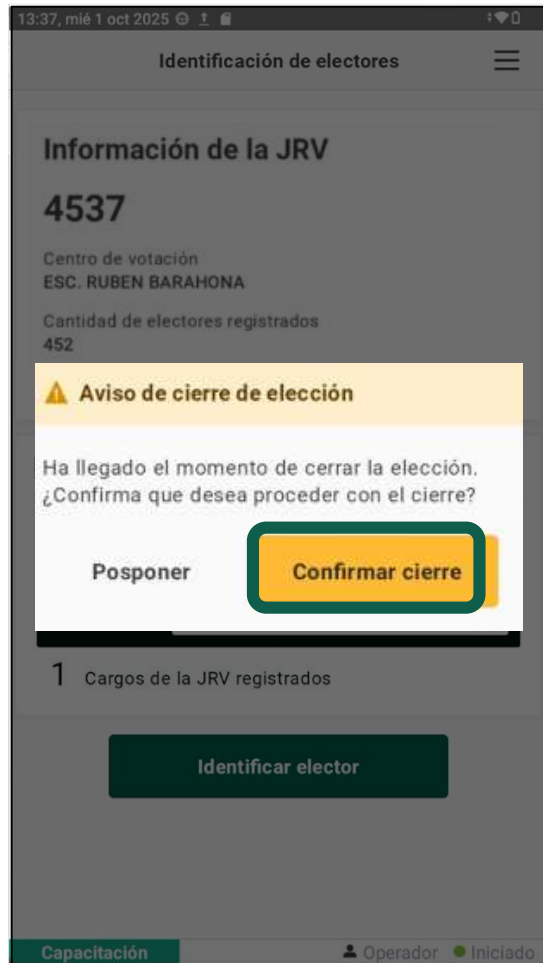 13:37, mié 1 oct 2025
Identificación de electores
Información de la JRV
4537
Centro de votación
ESC. RUBEN BARAHONA
Cantidad de electores registrados
452
Aviso de cierre de elección
Ha llegado el momento de cerrar la elección.
¿Confirma que desea proceder con el cierre?
Posponer
Confirmar cierre
1 Cargos de la JRV registrados
Identificar elector
Capacitación
Operador
Iniciado